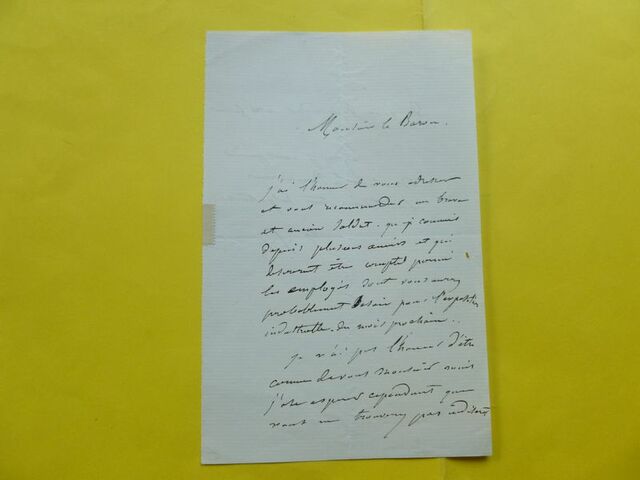 Monsieur le Baron.
j'ai l'honneur de vous adresser
et vous recommander un brave
et ancien soldat que je connais
depuis plusieurs années et qui
désirerait être compté parmi
les employés dont vous aurez
probablement besoin pour l'exposition
industrielle du mois prochain.
je n'ai pas l'honneur d'être
connu de vous monsieur mais
j'ose espérer cependant que
vous ne trouverez pas